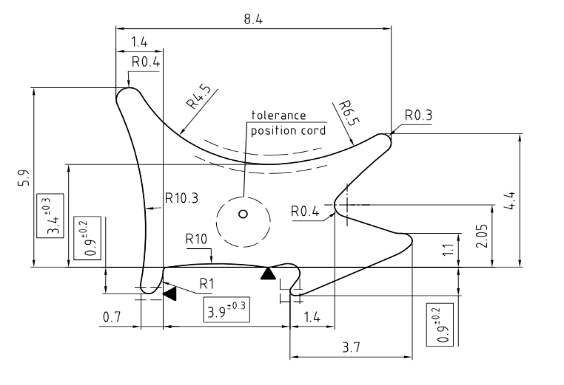 8.4
1.4
R0.4
R4.5
R6.5
R0.3
tolerance
position cord
5.9
3.4±0.3
0.9±0.2
R10.3
R0.4
4.4
2.05
1.1
R10
R1
0.7
3.9±0.3
1.4
0.9±0.2
3.7